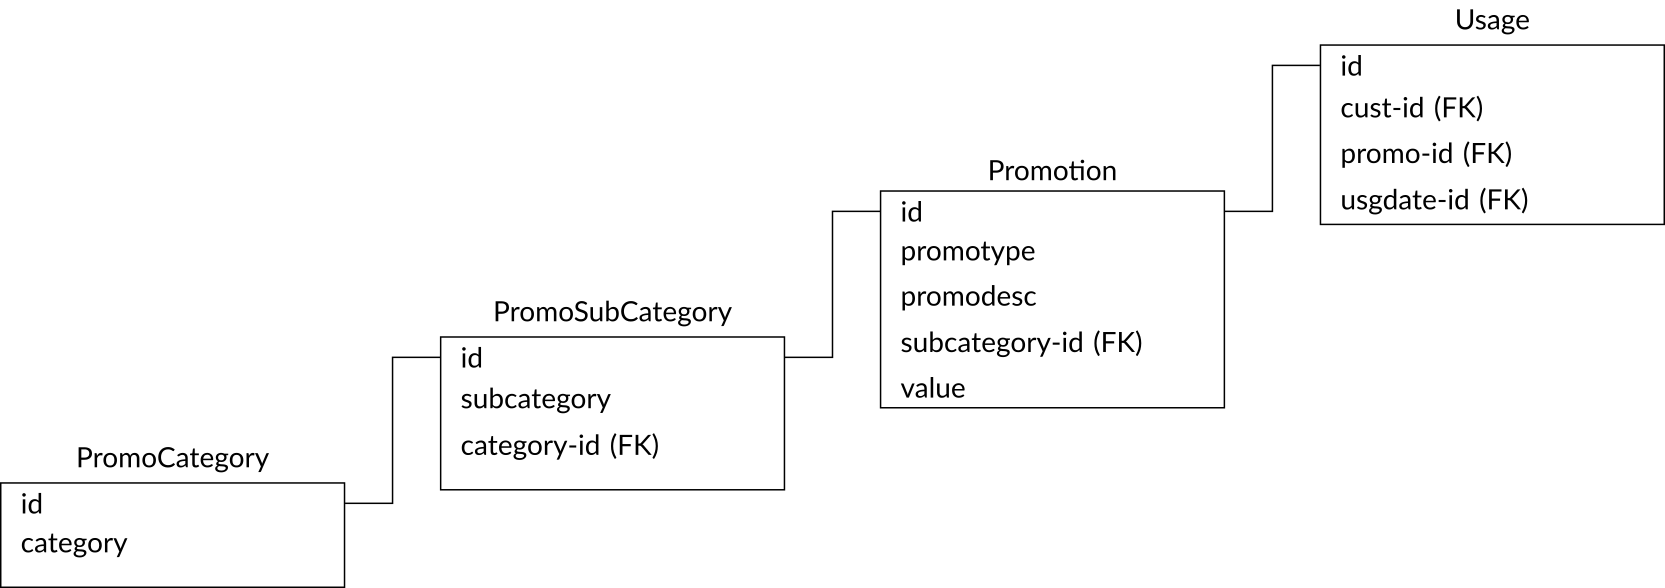 Usage
id
cust-id (FK)
promo-id (FK)
usgdate-id (FK)
Promotion
id
promotype
promodesc
subcategory-id (FK)
value
PromoSubCategory
id
subcategory
category-id (FK)
PromoCategory
id
category